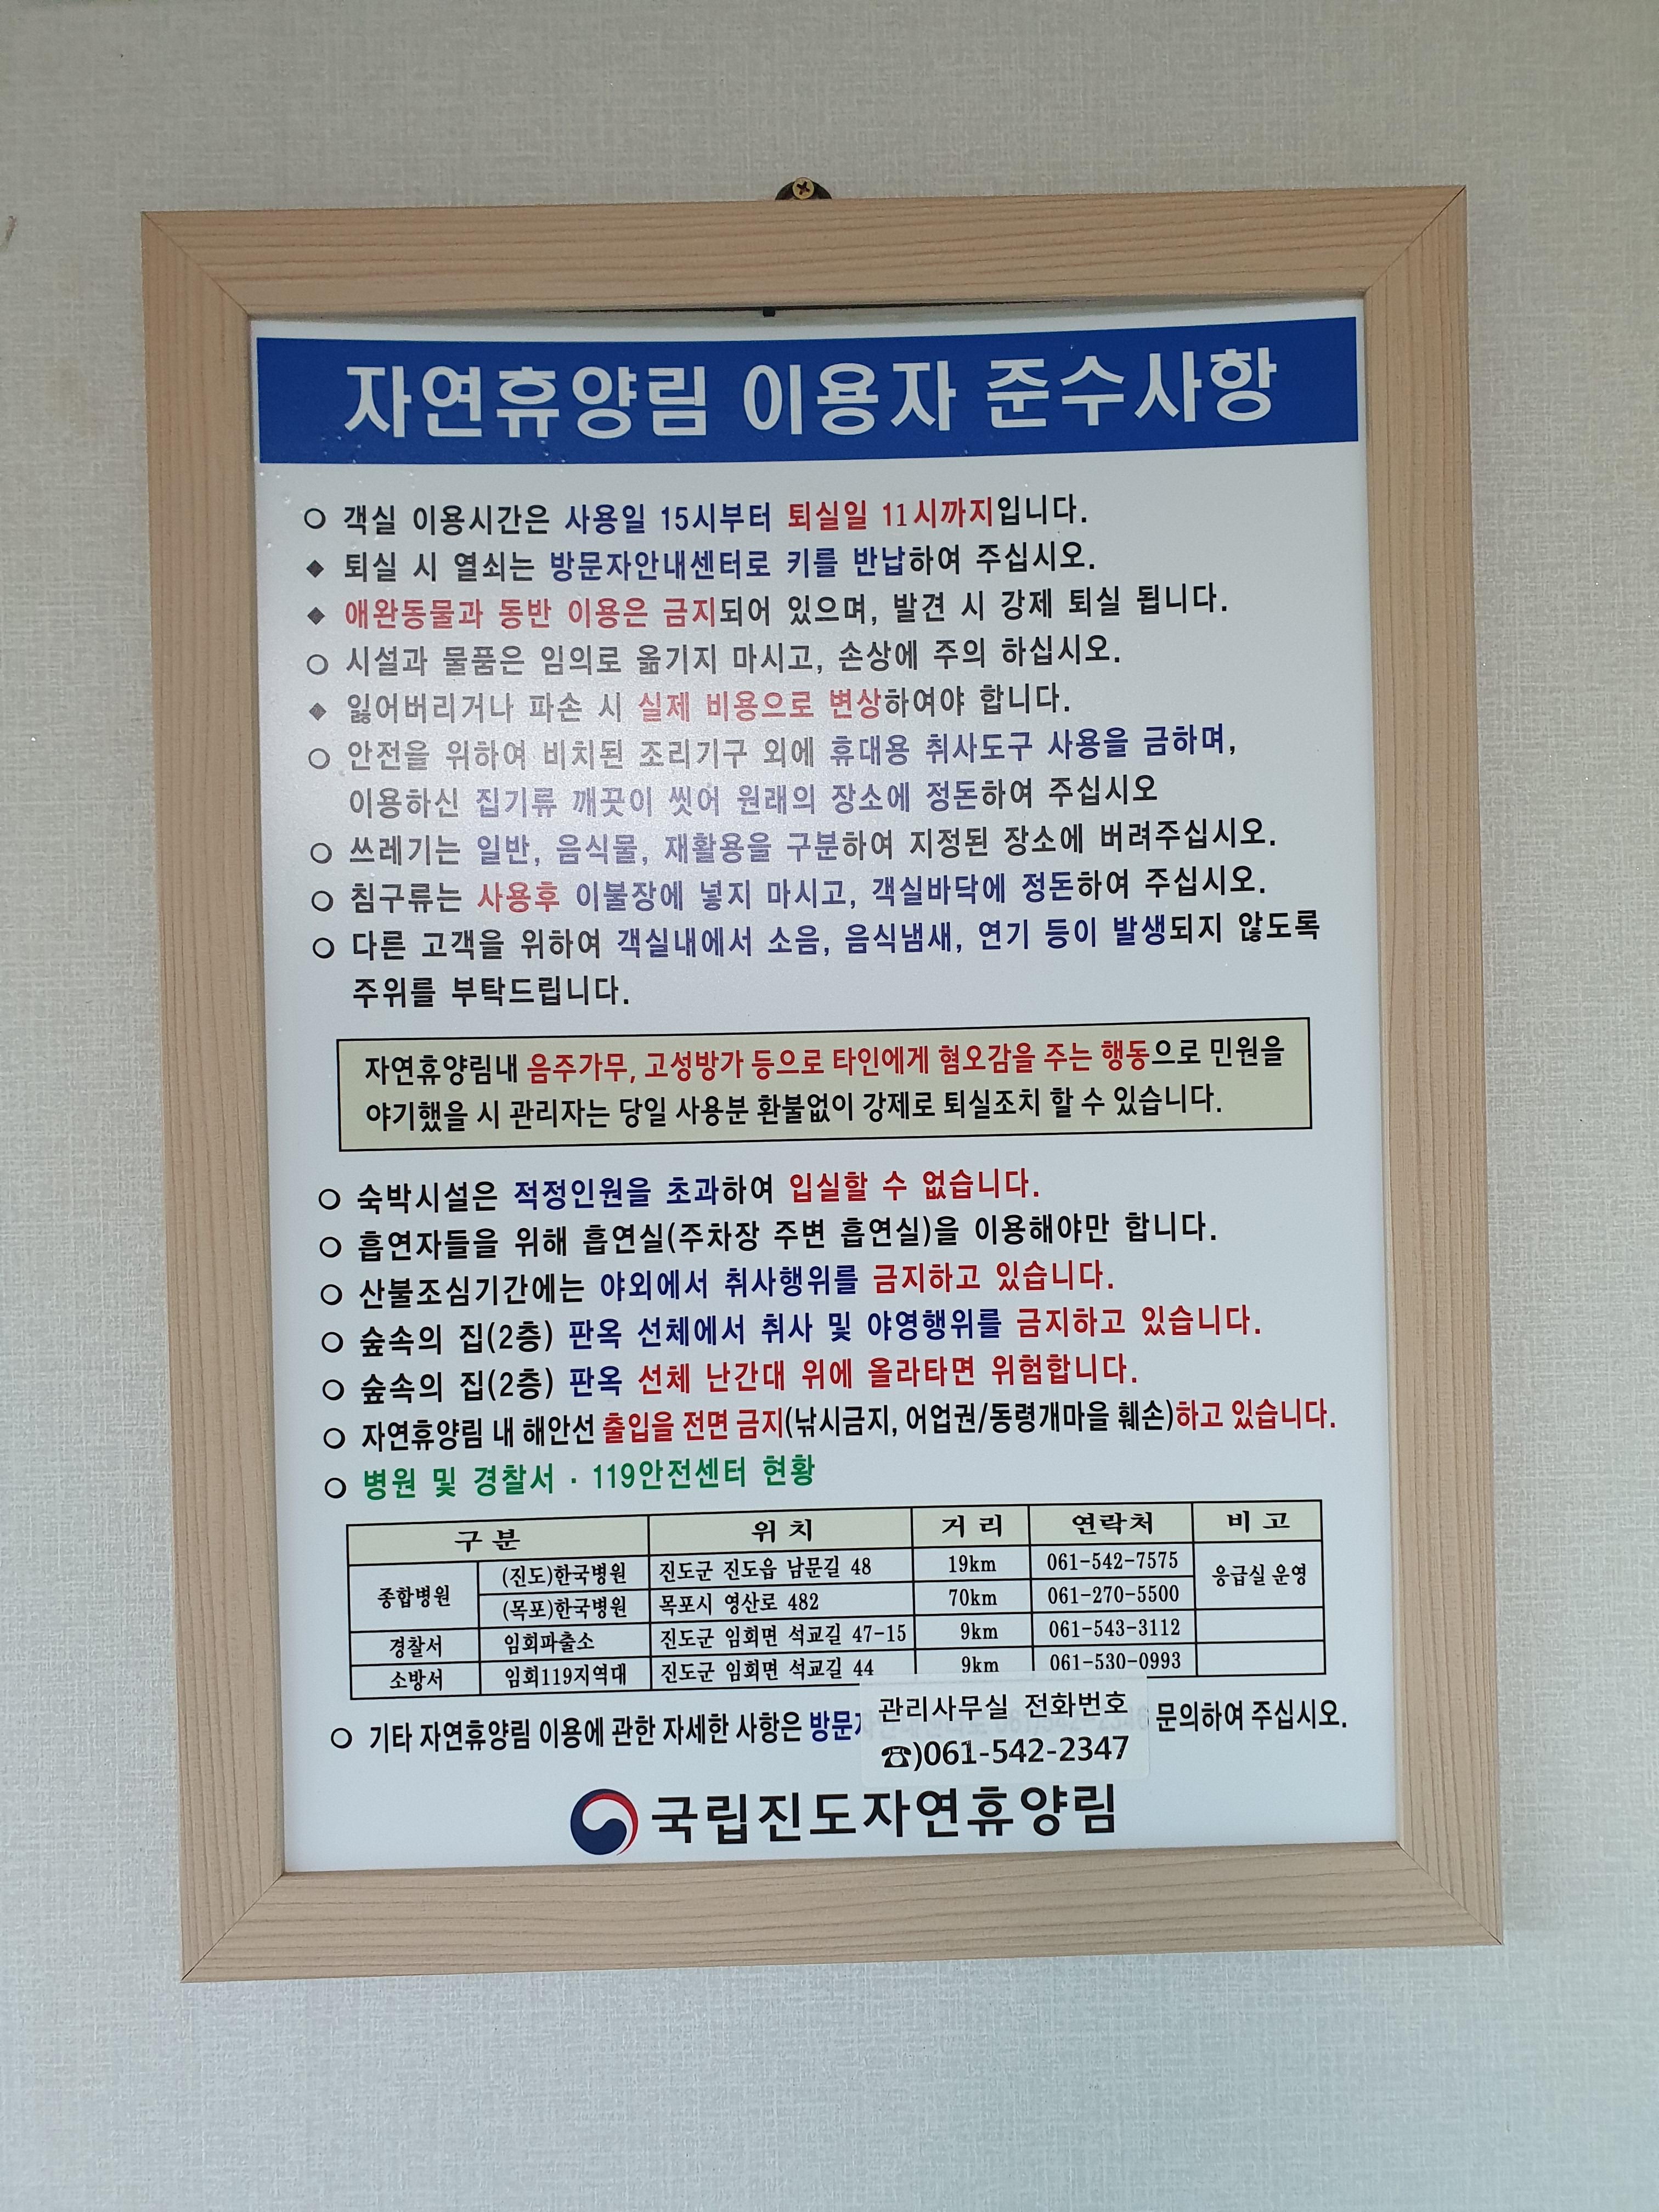 자연휴양림 이용자 준수사항
○ 객실 이용시간은 사용일 15시부터 퇴실일 11시까지입니다.
◆ 퇴실 시 열쇠는 방문자안내센터로 키를 반납하여 주십시오.
◆ 애완동물과 동반 이용은 금지되어 있으며, 발견 시 강제 퇴실 됩니다.
○ 시설과 물품은 임의로 옮기지 마시고, 손상에 주의 하십시오.
◆ 잃어버리거나 파손 시 실제 비용으로 변상하여야 합니다.
○ 안전을 위하여 비치된 조리기구 외에 휴대용 취사도구 사용을 금하며,
이용하신 집기류 깨끗이 씻어 원래의 장소에 정돈하여 주십시오
○ 쓰레기는 일반, 음식물, 재활용을 구분하여 지정된 장소에 버려주십시오.
○ 침구류는 사용후 이불장에 넣지 마시고, 객실바닥에 정돈하여 주십시오.
○ 다른 고객을 위하여 객실내에서 소음, 음식냄새, 연기 등이 발생되지 않도록
주위를 부탁드립니다.
자연휴양림내 음주가무, 고성방가 등으로 타인에게 혐오감을 주는 행동으로 민원을
야기했을 시 관리자는 당일 사용분 환불없이 강제로 퇴실조치 할 수 있습니다.
○ 숙박시설은 적정인원을 초과하여 입실할 수 없습니다.
○ 흡연자들을 위해 흡연실(주차장 주변 흡연실)을 이용해야만 합니다.
○ 산불조심기간에는 야외에서 취사행위를 금지하고 있습니다.
○ 숲속의 집(2층) 판옥 선체에서 취사 및 야영행위를 금지하고 있습니다.
○ 숲속의 집(2층) 판옥 선체 난간대 위에 올라타면 위험합니다.
○ 자연휴양림 내 해안선 출입을 전면 금지(낚시금지, 어업권/동령개마을 훼손)하고 있습니다.
○ 병원 및 경찰서 · 119안전센터 현황
구 분 위 치 거 리 연락처 비 고
종합병원 (진도)한국병원 진도군 진도읍 남문길 48 19km 061-542-7575 응급실 운영
(목포)한국병원 목포시 영산로 482 70km 061-270-5500
경찰서 임회파출소 진도군 임회면 석교길 47-15 9km 061-543-3112
소방서 임회119지역대 진도군 임회면 석교길 44 9km 061-530-0993
○ 기타 자연휴양림 이용에 관한 자세한 사항은 문의하여 주십시오.
관리사무실 전화번호
☎)061-542-2347
국립진도자연휴양림